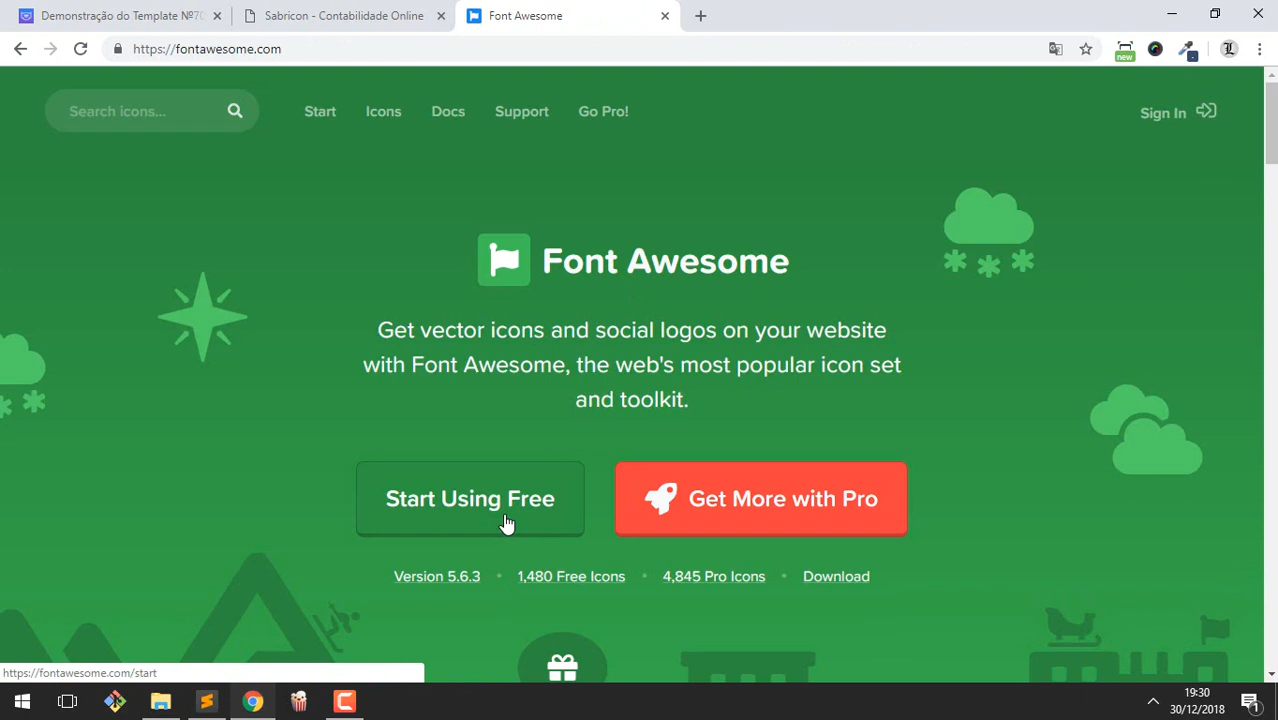 Demonstração do Template Nº70
Sabricon - Contabilidade Online
Font Awesome
https://fontawesome.com
new
Search icons...
Start
Icons
Docs
Support
Go Pro!
Sign In
Font Awesome
Get vector icons and social logos on your website
with Font Awesome, the web's most popular icon set
and toolkit.
Start Using Free
Get More with Pro
Version 5.6.3
1,480 Free Icons
4,845 Pro Icons
Download
https://fontawesome.com/start
19:30
30/12/2018
1